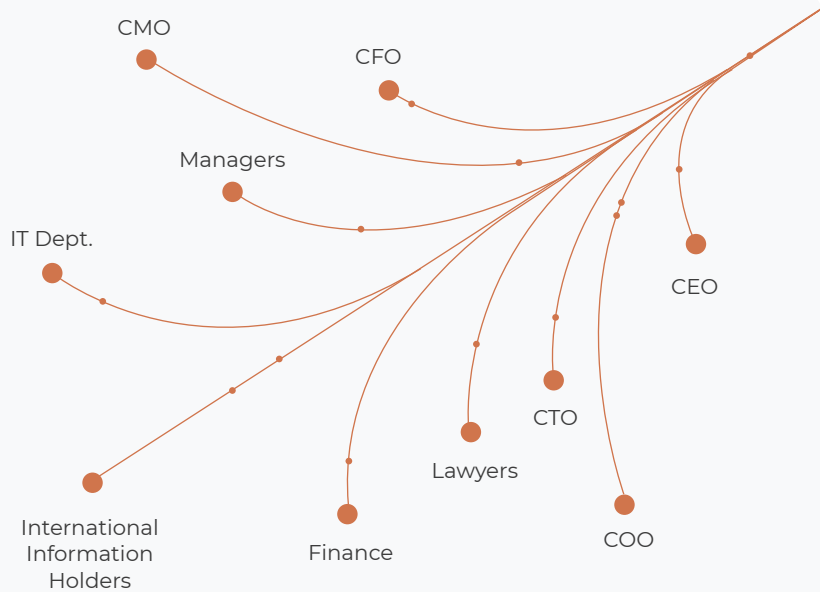 CMO
CFO
Managers
IT Dept.
CEO
CTO
Lawyers
International
Information
Holders
Finance
COO